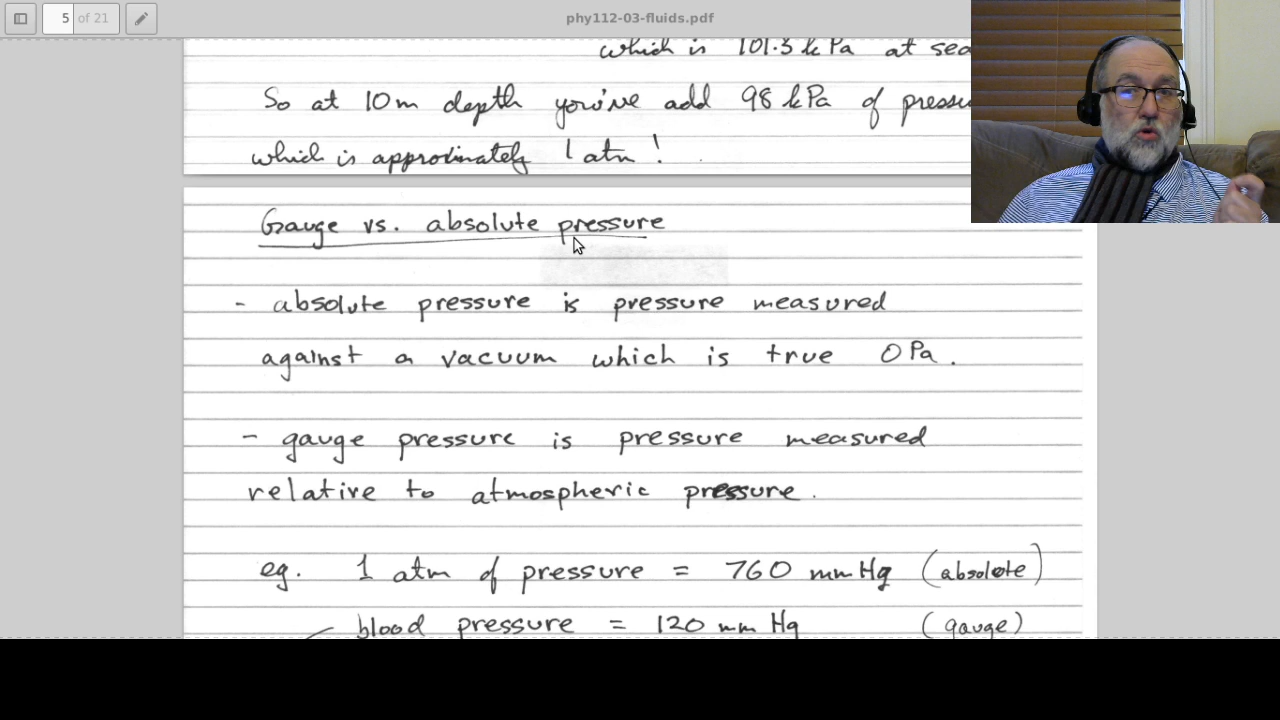 5 of 21
phy112-03-fluids.pdf
which is 101.3 kPa at sea
So at 10m depth you've add 98 kPa of pressu
which is approximately 1 atm !
Gauge vs. absolute pressure
- absolute pressure is pressure measured
against a vacuum which is true 0 Pa.
- gauge pressure is pressure measured
relative to atmospheric pressure.
eg. 1 atm of pressure = 760 mm Hg (absolute)
blood pressure = 120 mm Hg (gauge)